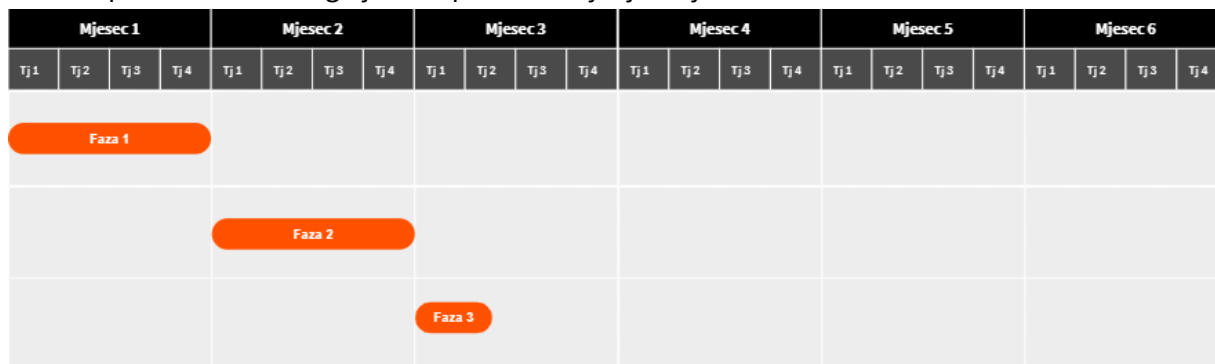 Mjesec 1 Mjesec 2 Mjesec 3 Mjesec 4 Mjesec 5 Mjesec 6
Tj 1 Tj 2 Tj 3 Tj 4 Tj 1 Tj 2 Tj 3 Tj 4 Tj 1 Tj 2 Tj 3 Tj 4 Tj 1 Tj 2 Tj 3 Tj 4 Tj 1 Tj 2 Tj 3 Tj 4 Tj 1 Tj 2 Tj 3 Tj 4
Faza 1
Faza 2
Faza 3